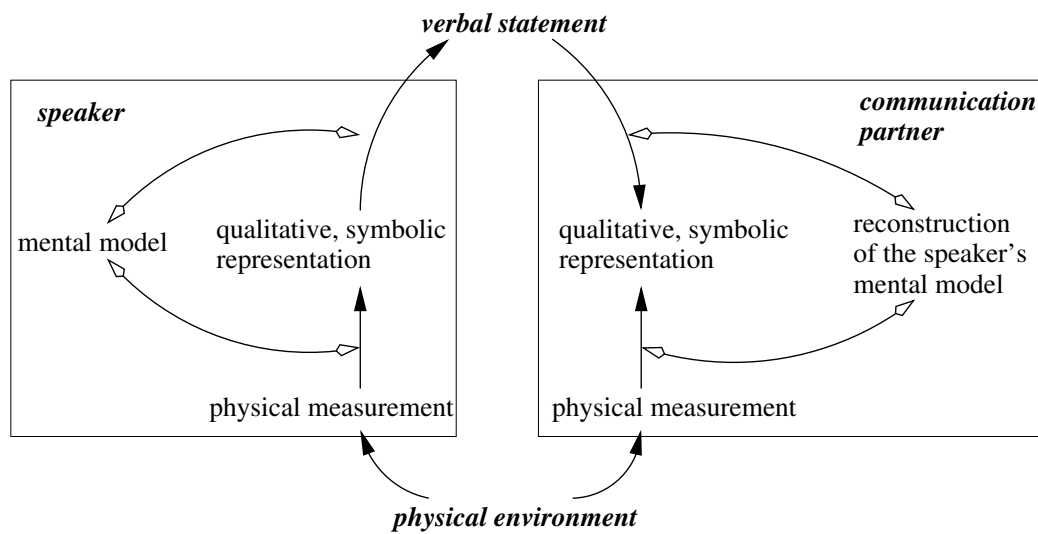 verbal statement
speaker
mental model
qualitative, symbolic
representation
physical measurement
communication
partner
qualitative, symbolic
representation
reconstruction
of the speaker's
mental model
physical measurement
physical environment